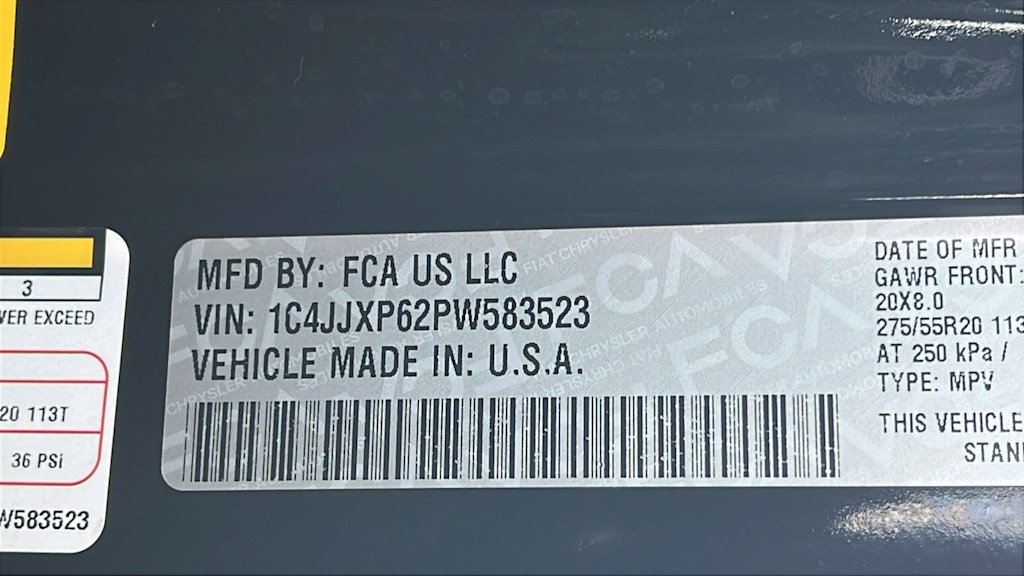 3
VER EXCEED
20 113T
36 PSI
W583523
MFD BY: FCA US LLC
VIN: 1C4JJXP62PW583523
VEHICLE MADE IN: U.S.A.
DATE OF MFR
GAWR FRONT:
20X8.0
275/55R20 113
AT 250 kPa /
TYPE: MPV
THIS VEHICLE
STAN